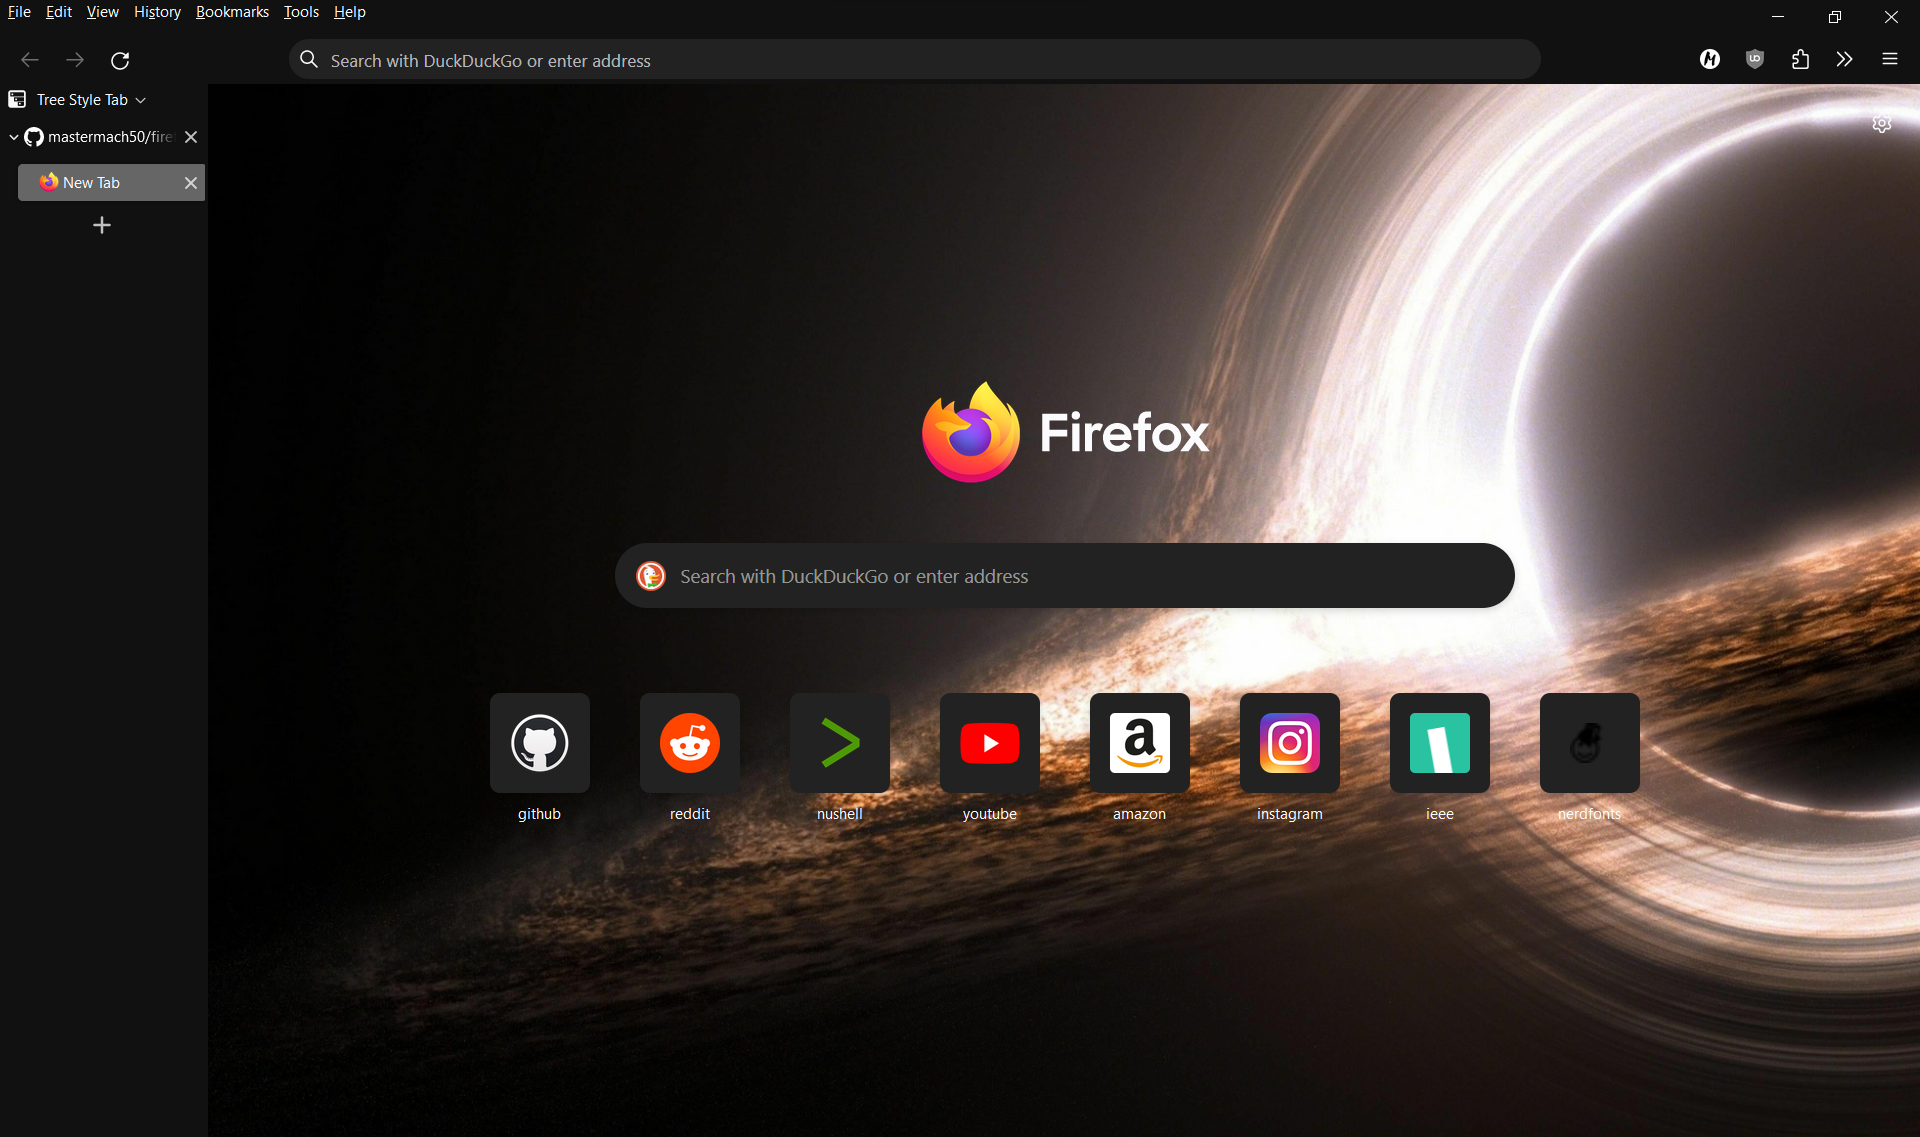 File Edit View History Bookmarks Tools Help
Search with DuckDuckGo or enter address
Tree Style Tab
mastermach50/fire
New Tab
Firefox
Search with DuckDuckGo or enter address
github reddit nushell youtube amazon instagram ieee nerdfonts